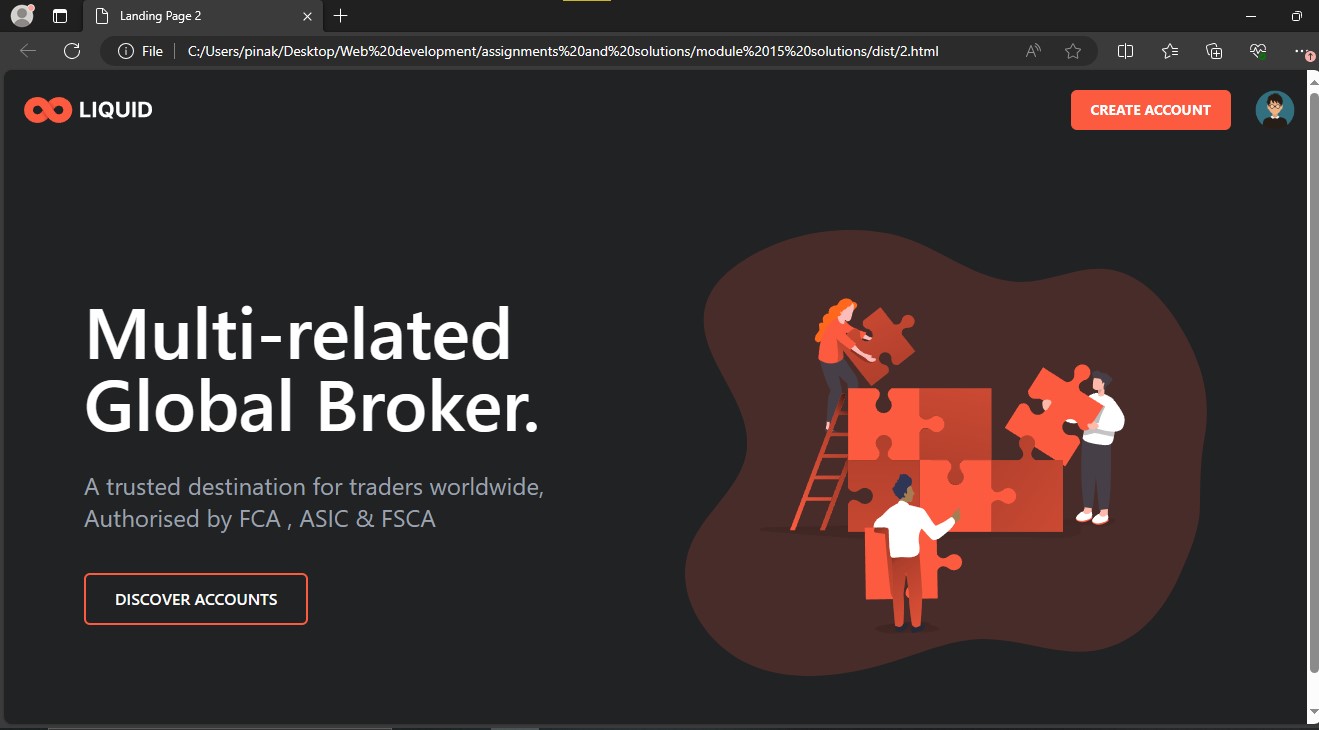 Landing Page 2
File
C:/Users/pinak/Desktop/Web%20development/assignments%20and%20solutions/module%2015%20solutions/dist/2.html
LIQUID
CREATE ACCOUNT
Multi-related
Global Broker.
A trusted destination for traders worldwide,
Authorised by FCA , ASIC & FSCA
DISCOVER ACCOUNTS